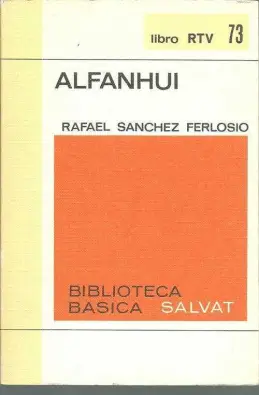 libro RTV 73
ALFANHUI
RAFAEL SANCHEZ FERLOSIO
BIBLIOTECA
BASICA SALVAT